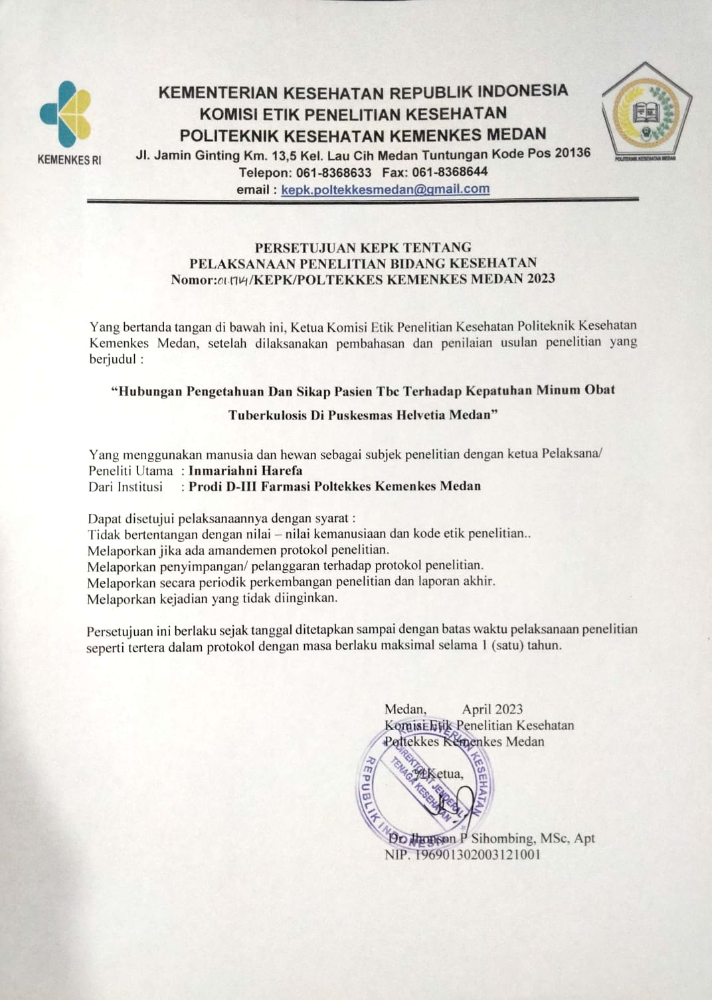 KEMENTERIAN KESEHATAN REPUBLIK INDONESIA
KOMISI ETIK PENELITIAN KESEHATAN
POLITEKNIK KESEHATAN KEMENKES MEDAN
Jl. Jamin Ginting Km. 13,5 Kel. Lau Cih Medan Tuntungan Kode Pos 20136
Telepon: 061-8368633 Fax: 061-8368644
email : kepk.poltekkesmedan@gmail.com
KEMENKES RI
POLITEKNIK KESEHATAN MEDAN
PERSETUJUAN KEPK TENTANG
PELAKSANAAN PENELITIAN BIDANG KESEHATAN
Nomor:01.1714/KEPK/POLTEKKES KEMENKES MEDAN 2023
Yang bertanda tangan di bawah ini, Ketua Komisi Etik Penelitian Kesehatan Politeknik Kesehatan
Kemenkes Medan, setelah dilaksanakan pembahasan dan penilaian usulan penelitian yang
berjudul :
“Hubungan Pengetahuan Dan Sikap Pasien Tbc Terhadap Kepatuhan Minum Obat
Tuberkulosis Di Puskesmas Helvetia Medan”
Yang menggunakan manusia dan hewan sebagai subjek penelitian dengan ketua Pelaksana/
Peneliti Utama : Inmariahni Harefa
Dari Institusi : Prodi D-III Farmasi Poltekkes Kemenkes Medan
Dapat disetujui pelaksanaannya dengan syarat :
Tidak bertentangan dengan nilai – nilai kemanusiaan dan kode etik penelitian..
Melaporkan jika ada amandemen protokol penelitian.
Melaporkan penyimpangan/ pelanggaran terhadap protokol penelitian.
Melaporkan secara periodik perkembangan penelitian dan laporan akhir.
Melaporkan kejadian yang tidak diinginkan.
Persetujuan ini berlaku sejak tanggal ditetapkan sampai dengan batas waktu pelaksanaan penelitian
seperti tertera dalam protokol dengan masa berlaku maksimal selama 1 (satu) tahun.
Medan, April 2023
Komisi Etik Penelitian Kesehatan
Poltekkes Kemenkes Medan
Ketua,
KEMENTERIAN KESEHATAN
DIREKTORAT JENDERAL
TENAGA KESEHATAN
REPUBLIK INDONESIA
Dr. Jhonson P Sihombing, MSc, Apt
NIP. 196901302003121001